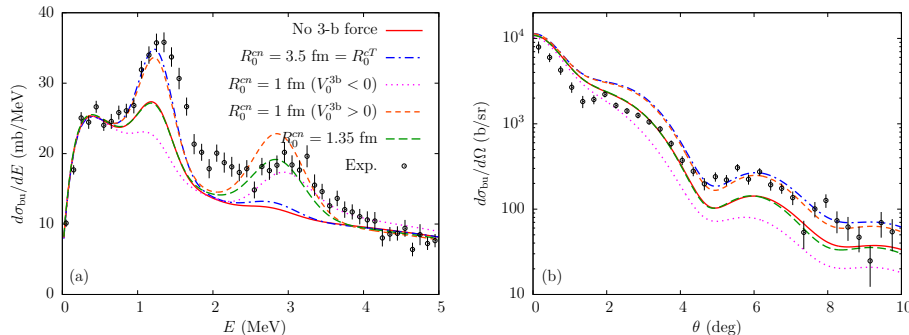 dσ_bu/dE (mb/MeV)
50
40
30
20
10
0
0 1 2 3 4 5
E (MeV)
(a)
No 3-b force
R_0^{cn} = 3.5 fm = R_0^{cT}
R_0^{cn} = 1 fm (V_0^{3b} < 0)
R_0^{cn} = 1 fm (V_0^{3b} > 0)
R_0^{cn} = 1.35 fm
Exp.
dσ_bu/dΩ (b/sr)
10^4
10^3
100
10
0 2 4 6 8 10
θ (deg)
(b)